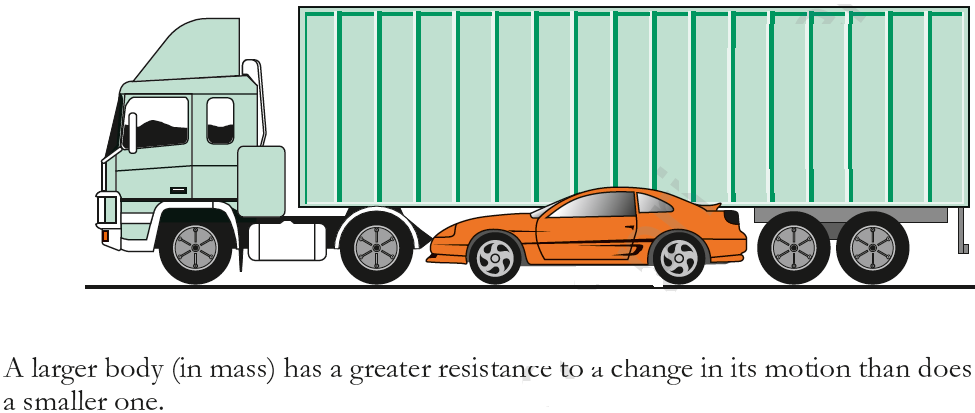 A larger body (in mass) has a greater resistance to a change in its motion than does
a smaller one.